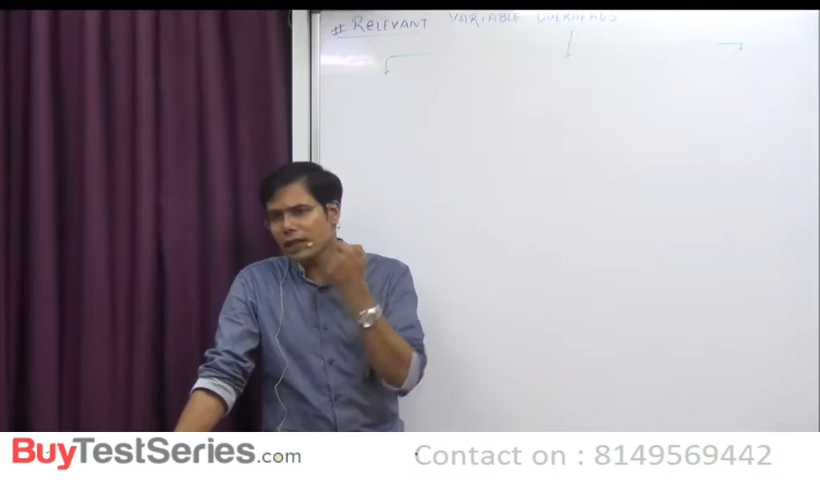 # RELEVANT VARIABLE OVERHEADS
BuyTestSeries.com
Contact on : 8149569442